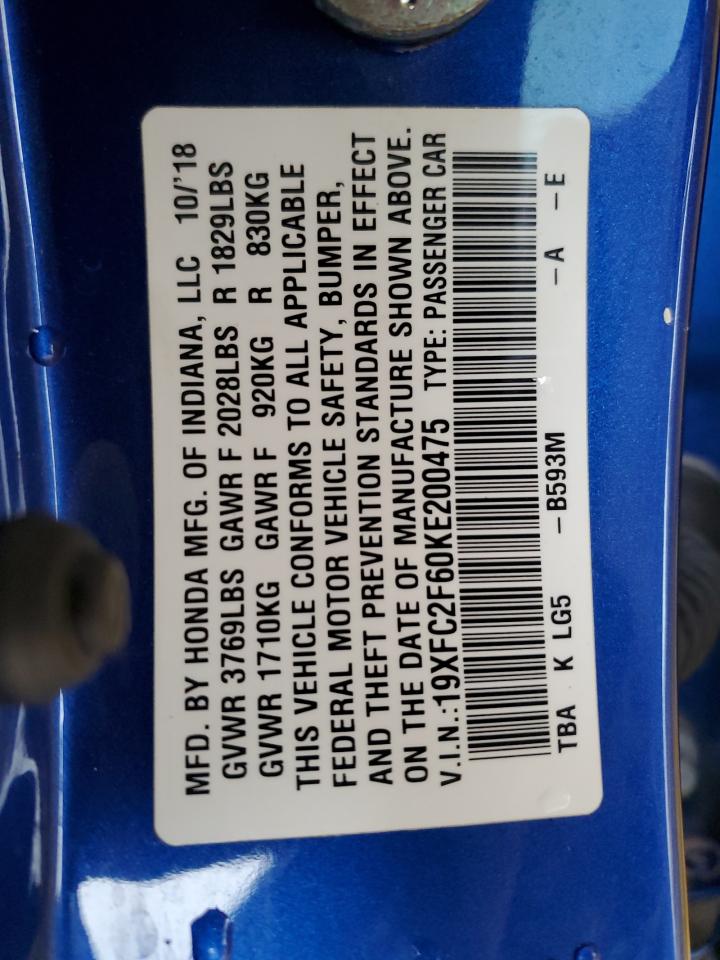 MFD. BY HONDA MFG. OF INDIANA, LLC 10/'18
GVWR 3769LBS GAWR F 2028LBS R 1829LBS
GVWR 1710KG GAWR F 920KG R 830KG
THIS VEHICLE CONFORMS TO ALL APPLICABLE
FEDERAL MOTOR VEHICLE SAFETY, BUMPER,
AND THEFT PREVENTION STANDARDS IN EFFECT
ON THE DATE OF MANUFACTURE SHOWN ABOVE.
V.I.N.:19XFC2F60KE200475 TYPE: PASSENGER CAR
TBA K LG5 –B593M –A –E